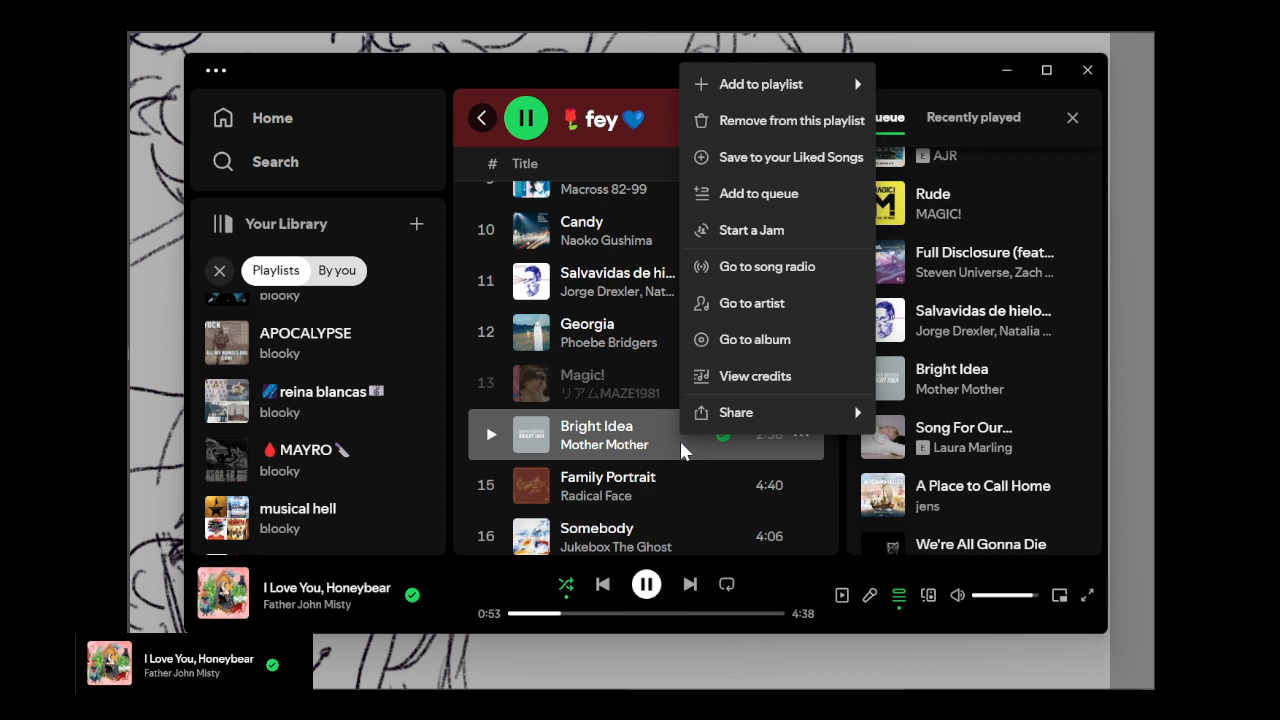 Home
Search
Your Library
Playlists
By you
blooky
APOCALYPSE
blooky
reina blancas
blooky
MAYRO
blooky
musical hell
blooky
fey
# Title
Macross 82-99
10
Candy
Naoko Gushima
11
Salvavidas de hi...
Jorge Drexler, Nat...
12
Georgia
Phoebe Bridgers
13
Magic!
リアムMAZE1981
Bright Idea
Mother Mother
2:58
15
Family Portrait
4:40
Radical Face
16
Somebody
4:06
Jukebox The Ghost
Add to playlist
Remove from this playlist
Save to your Liked Songs
Add to queue
Start a Jam
Go to song radio
Go to artist
Go to album
View credits
Share
ueue
Recently played
E AJR
Rude
MAGIC!
Full Disclosure (feat...
Steven Universe, Zach ...
Salvavidas de hielo...
Jorge Drexler, Natalia ...
Bright Idea
Mother Mother
Song For Our...
E Laura Marling
A Place to Call Home
jens
We're All Gonna Die
I Love You, Honeybear
Father John Misty
0:53
4:38
I Love You, Honeybear
Father John Misty